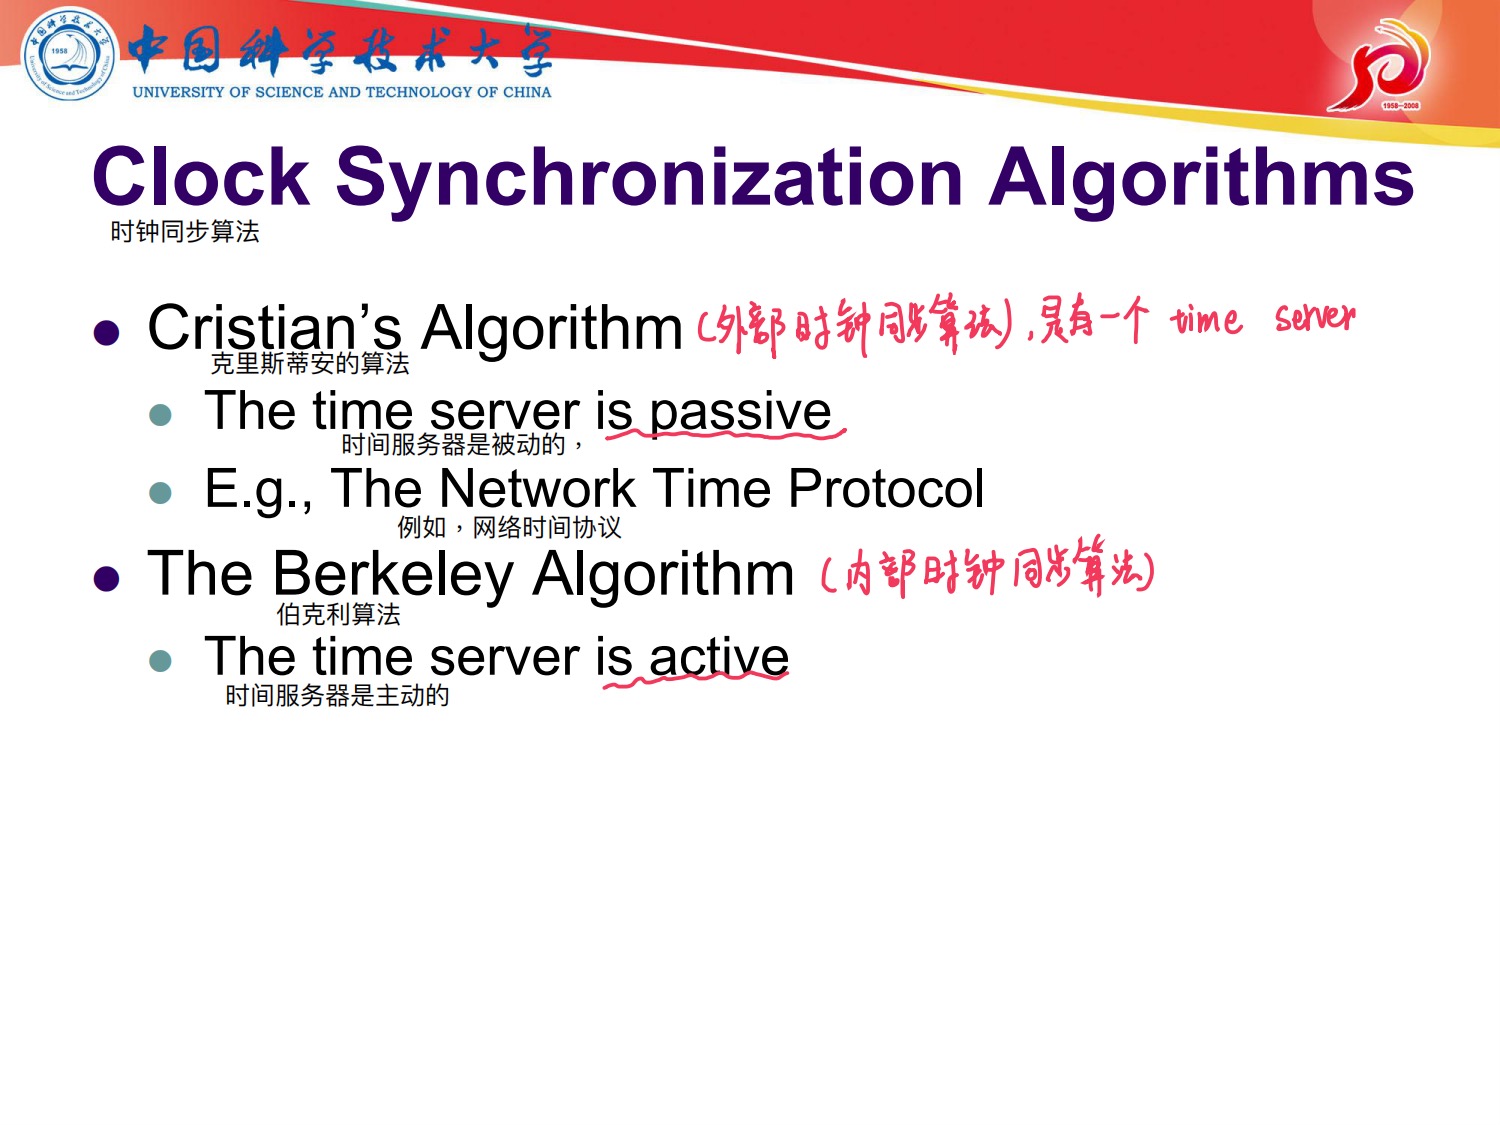 中国科学技术大学
UNIVERSITY OF SCIENCE AND TECHNOLOGY OF CHINA
1958
1958—2008
Clock Synchronization Algorithms
时钟同步算法
Cristian’s Algorithm (外部时钟同步算法),只有一个 time server
克里斯蒂安的算法
The time server is passive
时间服务器是被动的，
E.g., The Network Time Protocol
例如，网络时间协议
The Berkeley Algorithm (内部时钟同步算法)
伯克利算法
The time server is active
时间服务器是主动的